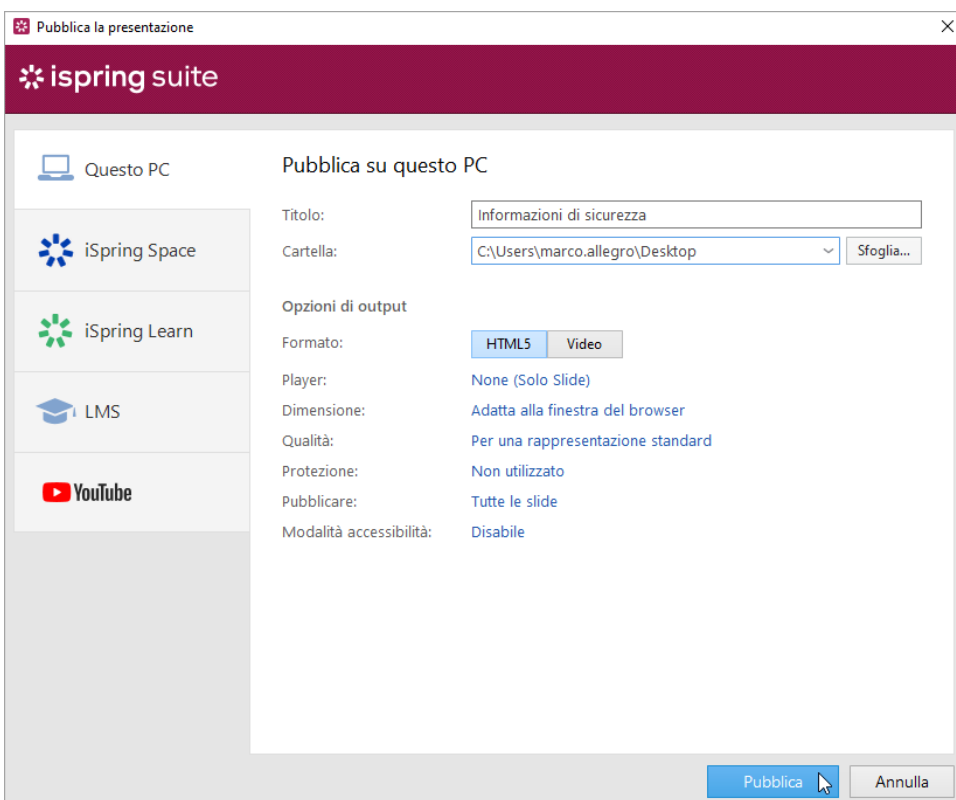 Pubblica la presentazione
ispring suite
Questo PC
iSpring Space
iSpring Learn
LMS
YouTube
Pubblica su questo PC
Titolo: Informazioni di sicurezza
Cartella: C:\Users\marco.allegro\Desktop Sfoglia...
Opzioni di output
Formato: HTML5 Video
Player: None (Solo Slide)
Dimensione: Adatta alla finestra del browser
Qualità: Per una rappresentazione standard
Protezione: Non utilizzato
Pubblicare: Tutte le slide
Modalità accessibilità: Disabile
Pubblica Annulla